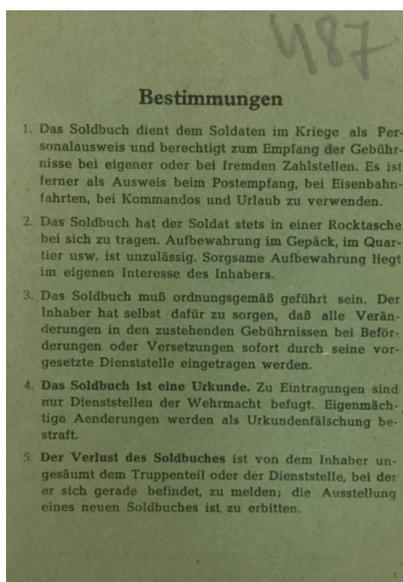 487
Bestimmungen
1. Das Soldbuch dient dem Soldaten im Kriege als Per-
sonalausweis und berechtigt zum Empfang der Gebühr-
nisse bei eigener oder bei fremden Zahlstellen. Es ist
ferner als Ausweis beim Postempfang, bei Eisenbahn-
fahrten, bei Kommandos und Urlaub zu verwenden.
2. Das Soldbuch hat der Soldat stets in einer Rocktasche
bei sich zu tragen. Aufbewahrung im Gepäck, im Quar-
tier usw. ist unzulässig. Sorgsame Aufbewahrung liegt
im eigenen Interesse des Inhabers.
3. Das Soldbuch muß ordnungsgemäß geführt sein. Der
Inhaber hat selbst dafür zu sorgen, daß alle Verän-
derungen in den zustehenden Gebührnissen bei Beför-
derungen oder Versetzungen sofort durch seine vor-
gesetzte Dienststelle eingetragen werden.
4. Das Soldbuch ist eine Urkunde. Zu Eintragungen sind
nur Dienststellen der Wehrmacht befugt. Eigenmäch-
tige Aenderungen werden als Urkundenfälschung be-
straft.
5. Der Verlust des Soldbuches ist von dem Inhaber un-
gesäumt dem Truppenteil oder der Dienststelle, bei der
er sich gerade befindet, zu melden; die Ausstellung
eines neuen Soldbuches ist zu erbitten.